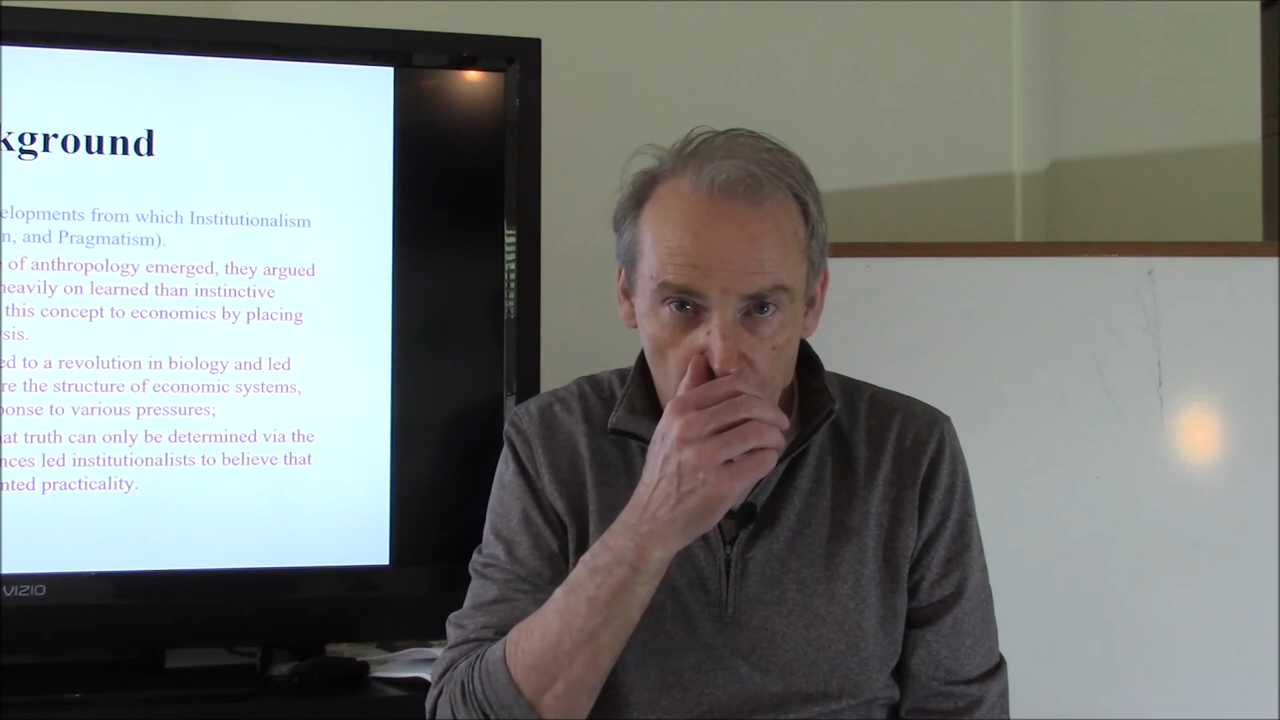 kground
elopments from which Institutionalism
n, and Pragmatism).
of anthropology emerged, they argued
heavily on learned than instinctive
this concept to economics by placing
sis.
ed to a revolution in biology and led
re the structure of economic systems,
ponse to various pressures;
at truth can only be determined via the
nces led institutionalists to believe that
nted practicality.
VIZIO